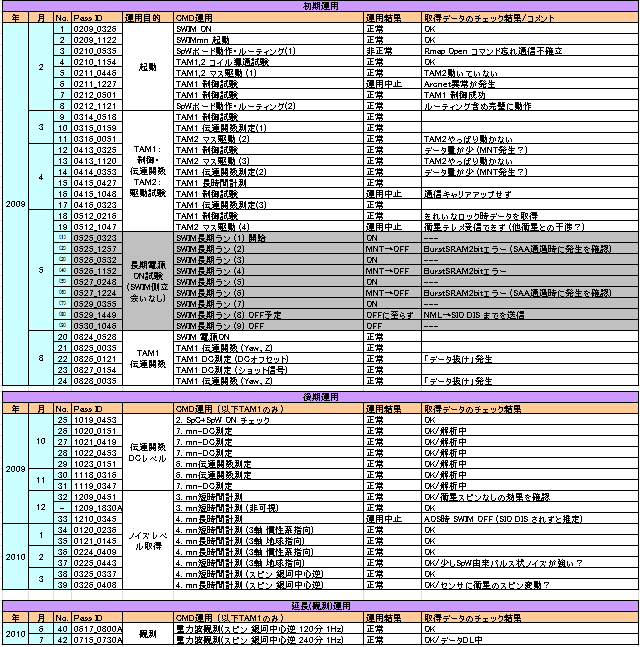 初期運用
年 月 No. Pass ID 運用目的 CMD運用 運用結果 取得データのチェック結果/コメント
2009
2 起動
1 0209_0326 SWIM ON 正常 OK
2 0209_1122 SWIMmn 起動 正常 OK
3 0210_0535 SpWボード動作・ルーティング(1) 非正常 Rmap Open コマンド忘れ通信不確立
4 0210_1154 TAM1,2 コイル導通試験 正常 OK
5 0211_0446 TAM1,2 マス駆動 (1) 正常 TAM2動いていない
6 0211_1227 TAM1 制御試験 運用中止 Arcnet異常が発生
7 0212_0501 TAM1 制御試験 正常 TAM1 制御成功
8 0212_1121 SpWボード動作・ルーティング(2) 正常 ルーティング含め完璧に動作
3 TAM1: 制御・伝達関数 TAM2: 駆動試験
9 0314_0518 TAM1 制御試験 正常
10 0315_0159 TAM1 伝達関数測定(1) 正常
11 0316_0051 TAM2 マス駆動 (2) 正常 TAM2やっぱり動かない
4
12 0413_0325 TAM1 制御試験 正常 データ量が少 (MNT発生?)
13 0413_1120 TAM2 マス駆動 (3) 正常 TAM2やっぱり動かない
14 0414_0353 TAM1 伝達関数測定(2) 正常 データ量が少 (MNT発生?)
15 0415_0427 TAM1 長時間計測 正常
16 0415_1048 TAM1 制御試験 運用中止 通信キャリアアップせず
17 0416_0323 TAM1 伝達関数測定(3) 正常
5
18 0512_0216 TAM1 制御試験 正常 きれいなロック時データを取得
19 0512_1047 TAM2 マス駆動 (4) 運用中止 衛星テレメ受信できず(他衛星との干渉?)
長期電源ON試験 (SWIM側立会いなし)
0525_0323 SWIM長期ラン (1) 開始 ON ---
0525_1257 SWIM長期ラン (2) MNT→OFF BurstSRAM2bitエラー (SAA通過時に発生を確認)
0526_0532 SWIM長期ラン (3) ON ---
0526_1152 SWIM長期ラン (4) MNT→OFF BurstSRAM2bitエラー
0527_0248 SWIM長期ラン (5) ON ---
0527_1224 SWIM長期ラン (6) MNT→OFF BurstSRAM2bitエラー (SAA通過時に発生を確認)
0529_0355 SWIM長期ラン (7) ON ---
0529_1449 SWIM長期ラン (8) OFF予定 OFFに至らず NML→SIO DIS までを送信
0530_1046 SWIM長期ラン (9) OFF OFF ---
8 TAM1 伝達関数
20 0824_0528 SWIM 電源ON 正常
21 0825_0035 TAM1 伝達関数 (Yaw、Z) 正常
22 0826_0121 TAM1 DC測定 (DCオフセット) 正常 「データ抜け」発生
23 0827_0154 TAM1 DC測定 (ショット信号) 正常
24 0828_0035 TAM1 伝達関数 (Yaw、Z) 正常 「データ抜け」発生
後期運用
年 月 No. Pass ID CMD運用 (以下TAM1のみ) 運用結果 取得データのチェック結果
2009
10 伝達関数 DCレベル
25 1019_0453 2. SpC+SpW ON チェック 正常 OK
26 1020_0151 7. mn-DC測定 正常 OK/解析中
27 1021_0419 7. mn-DC測定 正常 OK/解析中
28 1022_0453 7. mn-DC測定 正常 OK/解析中
29 1023_0151 6. mn伝達関数測定 正常 OK/解析中
11
30 1118_0316 6. mn伝達関数測定 正常 OK/解析中
31 1119_0347 7. mn-DC測定 正常 OK/解析中
12 ノイズレベル取得
32 1209_0451 3. mn短時間計測 正常 OK/衛星スピンなしの効果を確認
- 1209_1830A 3. mn短時間計測 (非可視) 正常 OK
33 1210_0345 4. mn長時間計測 運用中止 AOS時 SWIM OFF (SIO DIS されずと推定)
2010
1
34 0120_0235 4. mn短時間計測 (3軸 慣性系指向) 正常 OK
35 0121_0145 4. mn長時間計測 (3軸 地球指向) 正常 OK
2
36 0224_0409 4. mn長時間計測 (3軸 慣性系指向) 正常 OK
37 0225_0443 4. mn短時間計測 (3軸 地球指向) 正常 OK/少しSpW由来パルス状ノイズが強い?
3
38 0325_0337 4. mn短時間計測 (スピン 銀河中心逆) 正常 OK
39 0326_0408 4. mn長時間計測 (スピン 銀河中心逆) 正常 OK/センサに衛星のスピン変動?
延長(観測)運用
年 月 No. Pass ID CMD運用 (以下TAM1のみ) 運用結果 取得データのチェック結果
2010 観測
6 40 0617_0800A 重力波観測(スピン 銀河中心逆 120分 1Hz) 正常 OK
7 42 0715_0730A 重力波観測(スピン 銀河中心逆 240分 1Hz) 正常 OK/データDL中